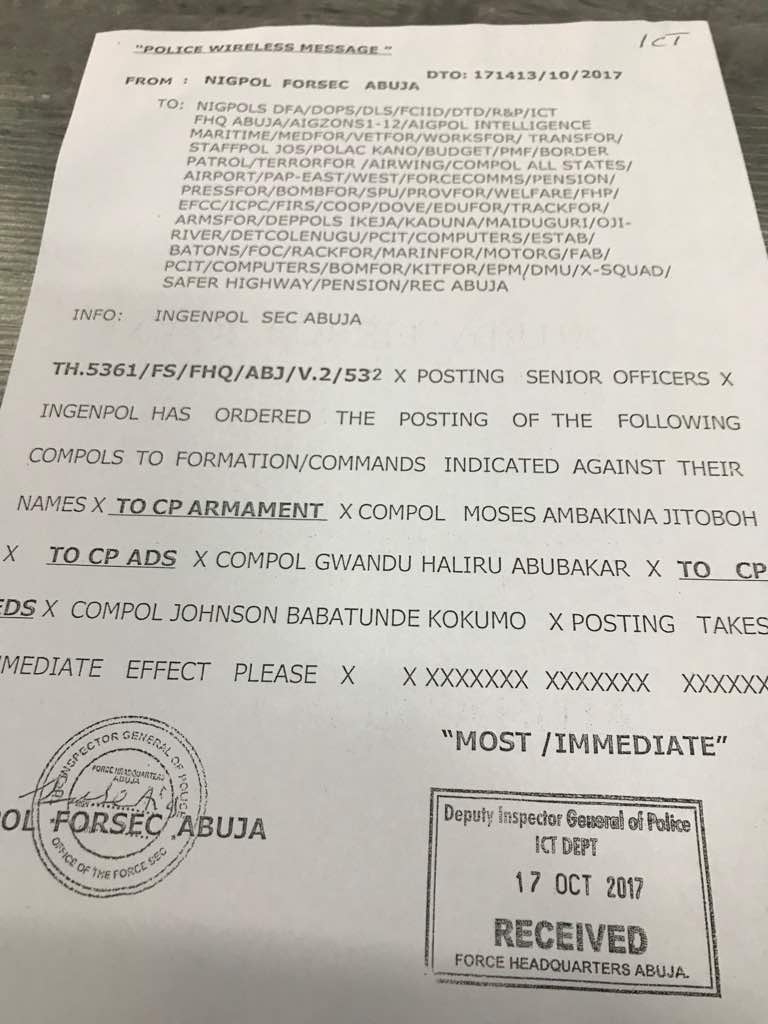 ICT
"POLICE WIRELESS MESSAGE"
FROM : NIGPOL FORSEC ABUJA DTO: 171413/10/2017
TO: NIGPOLS DFA/DOPS/DLS/FCIID/DTD/R&P/ICT
FHQ ABUJA/AIGZONS1-12/AIGPOL INTELLIGENCE
MARITIME/MEDFOR/VETFOR/WORKSFOR/ TRANSFOR/
STAFFPOL JOS/POLAC KANO/BUDGET/PMF/BORDER
PATROL/TERRORFOR /AIRWING/COMPOL ALL STATES/
AIRPORT/PAP-EAST/WEST/FORCECOMMS/PENSION/
PRESSFOR/BOMBFOR/SPU/PROVFOR/WELFARE/FHP/
EFCC/ICPC/FIRS/COOP/DOVE/EDUFOR/TRACKFOR/
ARMSFOR/DEPPOLS IKEJA/KADUNA/MAIDUGURI/OJI-
RIVER/DETCOLENUGU/PCIT/COMPUTERS/ESTAB/
BATONS/FOC/RACKFOR/MARINFOR/MOTORG/FAB/
PCIT/COMPUTERS/BOMFOR/KITFOR/EPM/DMU/X-SQUAD/
SAFER HIGHWAY/PENSION/REC ABUJA
INFO: INGENPOL SEC ABUJA
TH.5361/FS/FHQ/ABJ/V.2/532 X POSTING SENIOR OFFICERS X
INGENPOL HAS ORDERED THE POSTING OF THE FOLLOWING
COMPOLS TO FORMATION/COMMANDS INDICATED AGAINST THEIR
NAMES X TO CP ARMAMENT X COMPOL MOSES AMBAKINA JITOBOH
X TO CP ADS X COMPOL GWANDU HALIRU ABUBAKAR X TO CP
EDS X COMPOL JOHNSON BABATUNDE KOKUMO X POSTING TAKES
MMEDIATE EFFECT PLEASE X X XXXXXXX XXXXXXX XXXXXX
"MOST /IMMEDIATE"
INSPECTOR GENERAL OF POLICE
FORCE HEADQUARTERS
ABUJA
OFFICE OF THE FORCE SEC
OL FORSEC ABUJA
Deputy Inspector General of Police
ICT DEPT
17 OCT 2017
RECEIVED
FORCE HEADQUARTERS ABUJA.